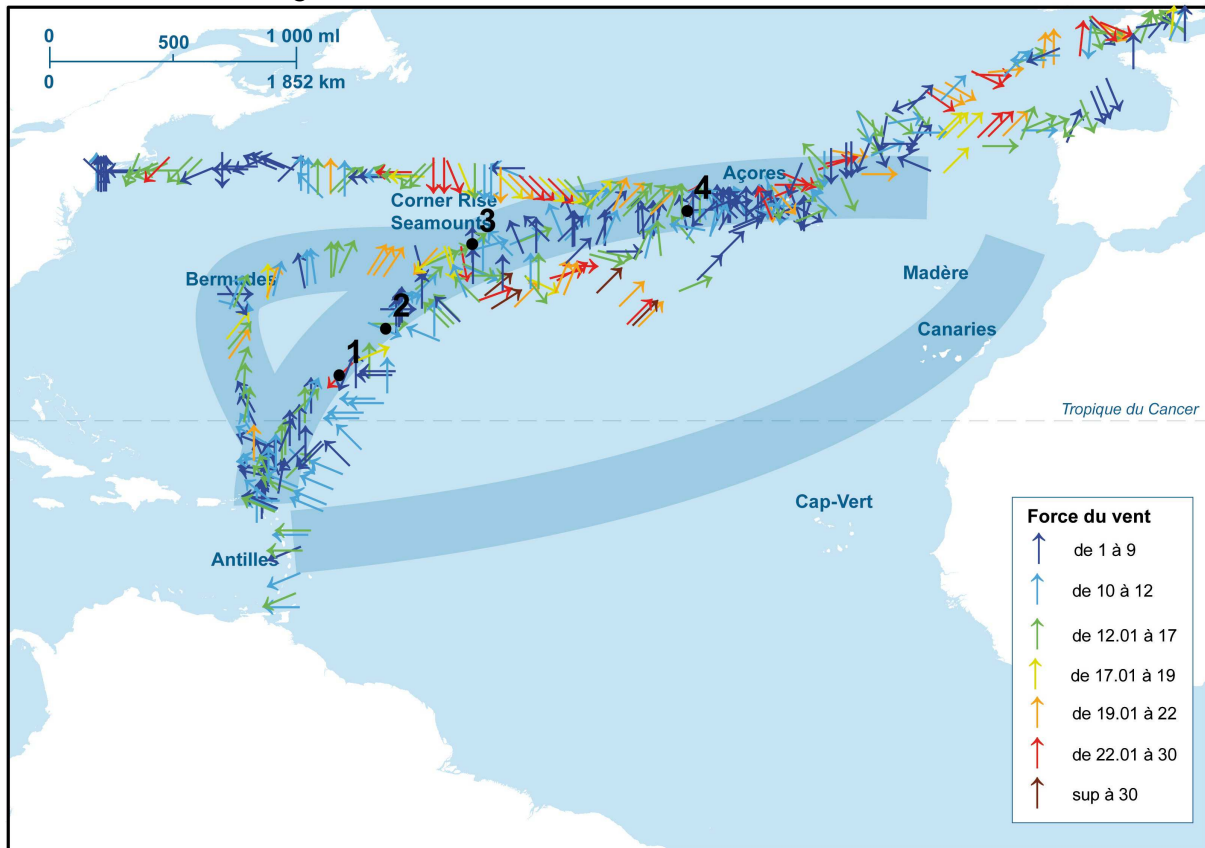 0 500 1 000 ml
0 1 852 km
Açores
4
Corner Rise
Seamounts
3
Bermudes
Madère
2
Canaries
1
Tropique du Cancer
Cap-Vert
Antilles
Force du vent
de 1 à 9
de 10 à 12
de 12.01 à 17
de 17.01 à 19
de 19.01 à 22
de 22.01 à 30
sup à 30